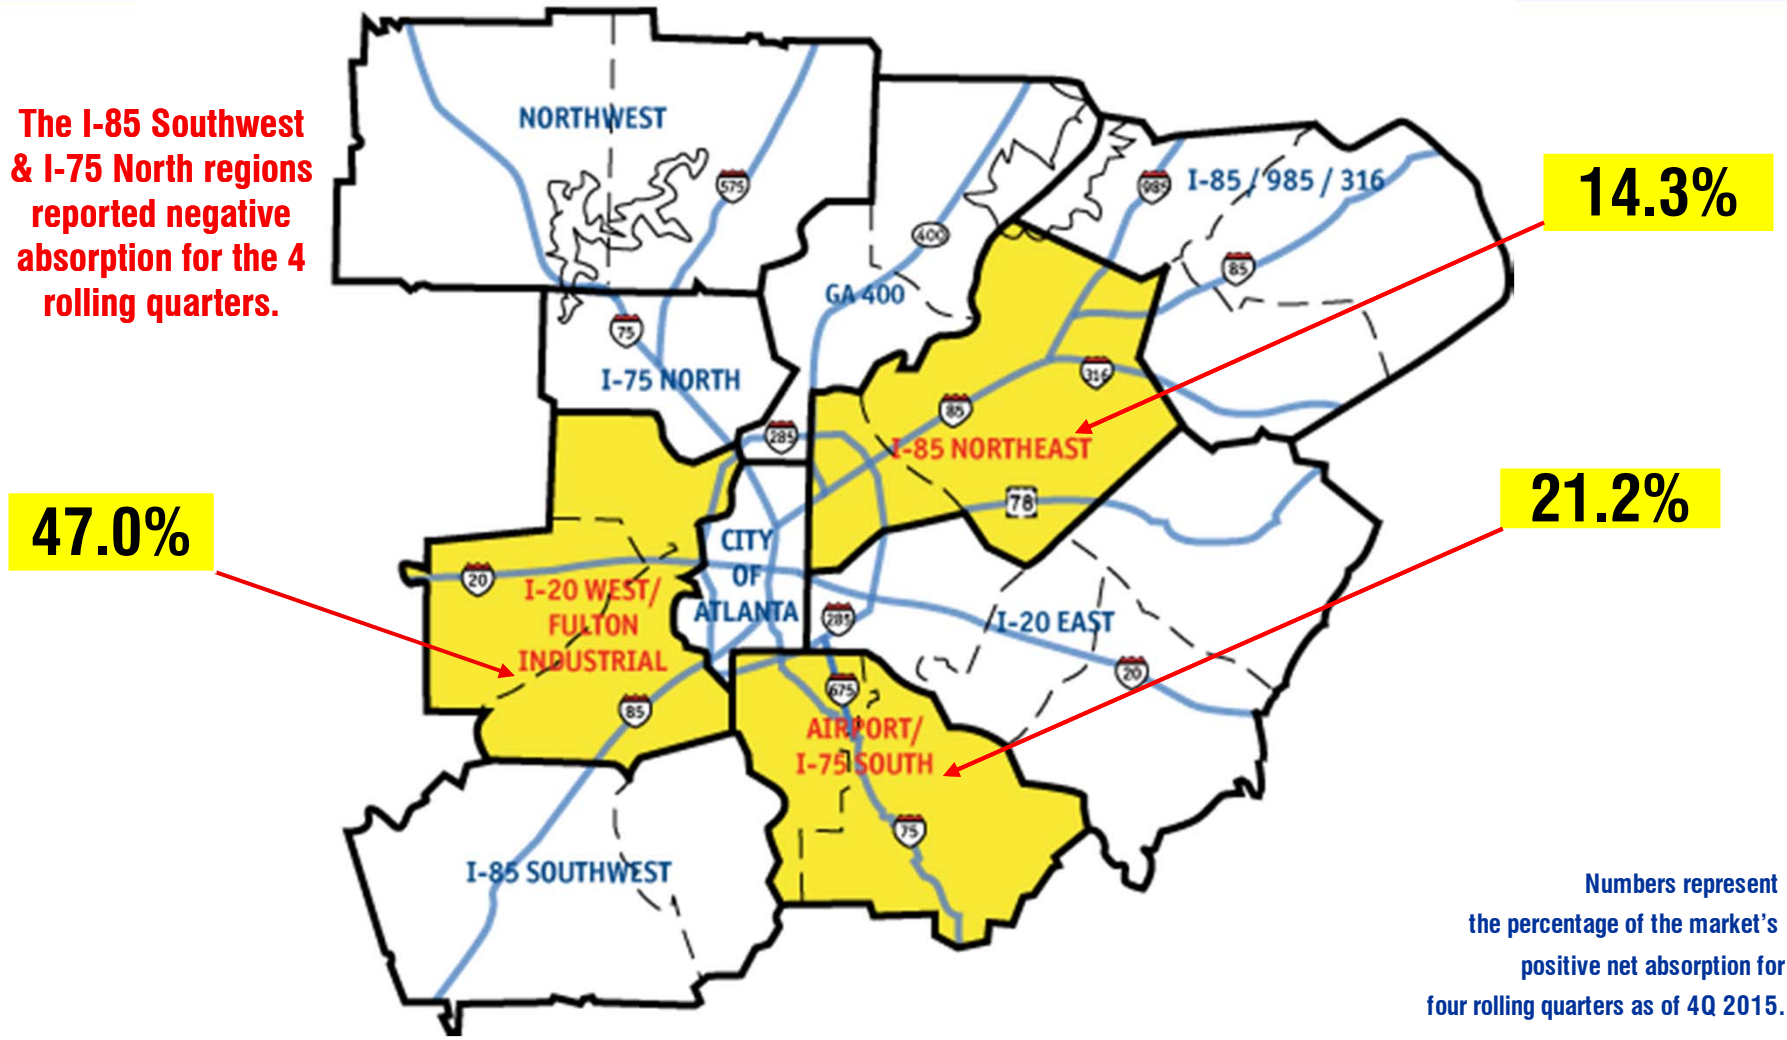 The I-85 Southwest
& I-75 North regions
reported negative
absorption for the 4
rolling quarters.
NORTHWEST
575
985
I-85 / 985 / 316
14.3%
400
85
GA 400
75
I-75 NORTH
316
85
285
I-85 NORTHEAST
78
21.2%
47.0%
CITY
OF
ATLANTA
20
I-20 WEST/
FULTON
INDUSTRIAL
285
I-20 EAST
20
675
85
AIRPORT/
I-75 SOUTH
75
I-85 SOUTHWEST
Numbers represent
the percentage of the market's
positive net absorption for
four rolling quarters as of 4Q 2015.